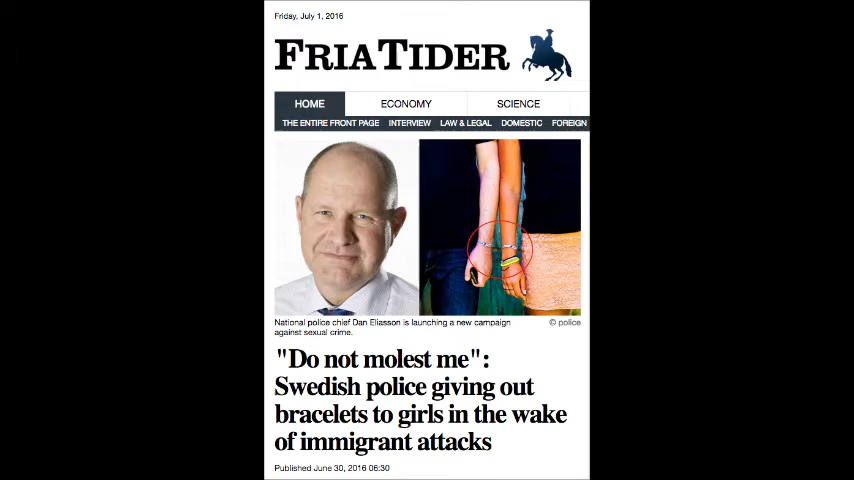 Friday, July 1, 2016
FRIATIDER
HOME ECONOMY SCIENCE
THE ENTIRE FRONT PAGE INTERVIEW LAW & LEGAL DOMESTIC FOREIGN
National police chief Dan Eliasson is launching a new campaign © police
against sexual crime.
"Do not molest me":
Swedish police giving out
bracelets to girls in the wake
of immigrant attacks
Published June 30, 2016 06:30